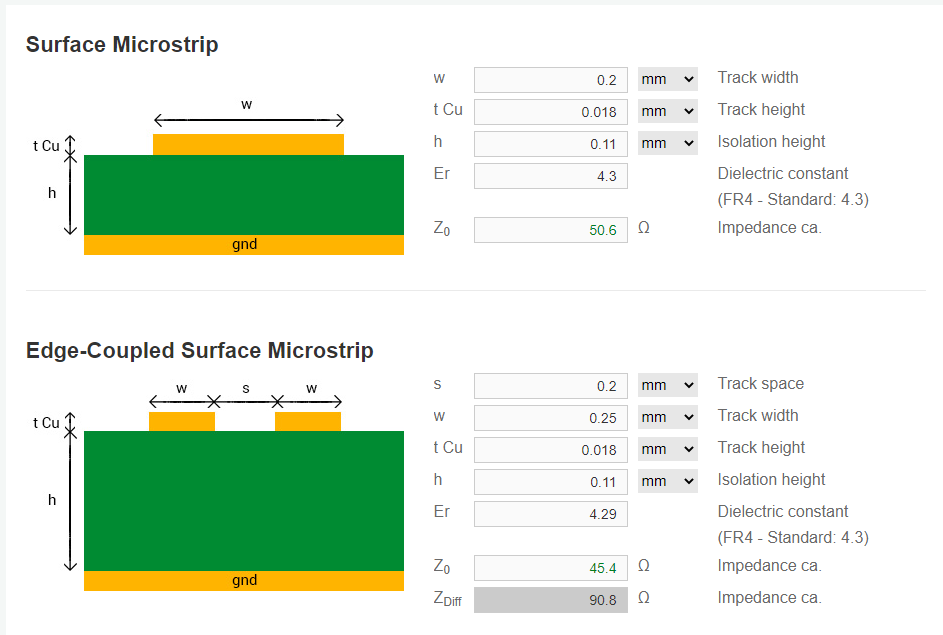 Surface Microstrip
w 0.2 mm Track width
t Cu 0.018 mm Track height
h 0.11 mm Isolation height
Er 4.3 Dielectric constant
(FR4 - Standard: 4.3)
Z0 50.6 Ω Impedance ca.
w
t Cu
h
gnd
Edge-Coupled Surface Microstrip
s 0.2 mm Track space
w 0.25 mm Track width
t Cu 0.018 mm Track height
h 0.11 mm Isolation height
Er 4.29 Dielectric constant
(FR4 - Standard: 4.3)
Z0 45.4 Ω Impedance ca.
ZDiff 90.8 Ω Impedance ca.
w s w
t Cu
h
gnd